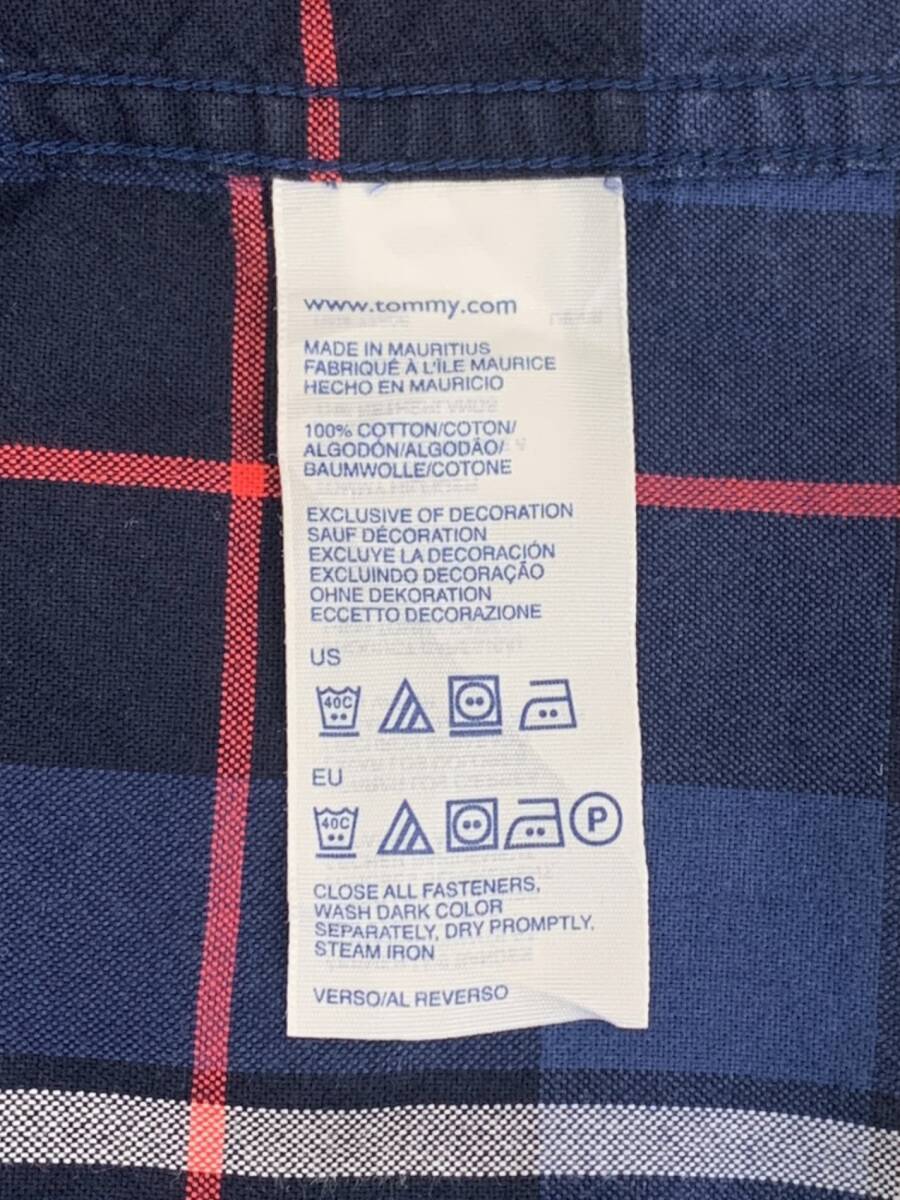 www.tommy.com
MADE IN MAURITIUS
FABRIQUÉ À L'ÎLE MAURICE
HECHO EN MAURICIO
100% COTTON/COTON/
ALGODÓN/ALGODÃO/
BAUMWOLLE/COTONE
EXCLUSIVE OF DECORATION
SAUF DÉCORATION
EXCLUYE LA DECORACIÓN
EXCLUINDO DECORAÇÃO
OHNE DEKORATION
ECCETTO DECORAZIONE
US
40C
EU
40C P
CLOSE ALL FASTENERS,
WASH DARK COLOR
SEPARATELY, DRY PROMPTLY,
STEAM IRON
VERSO/AL REVERSO